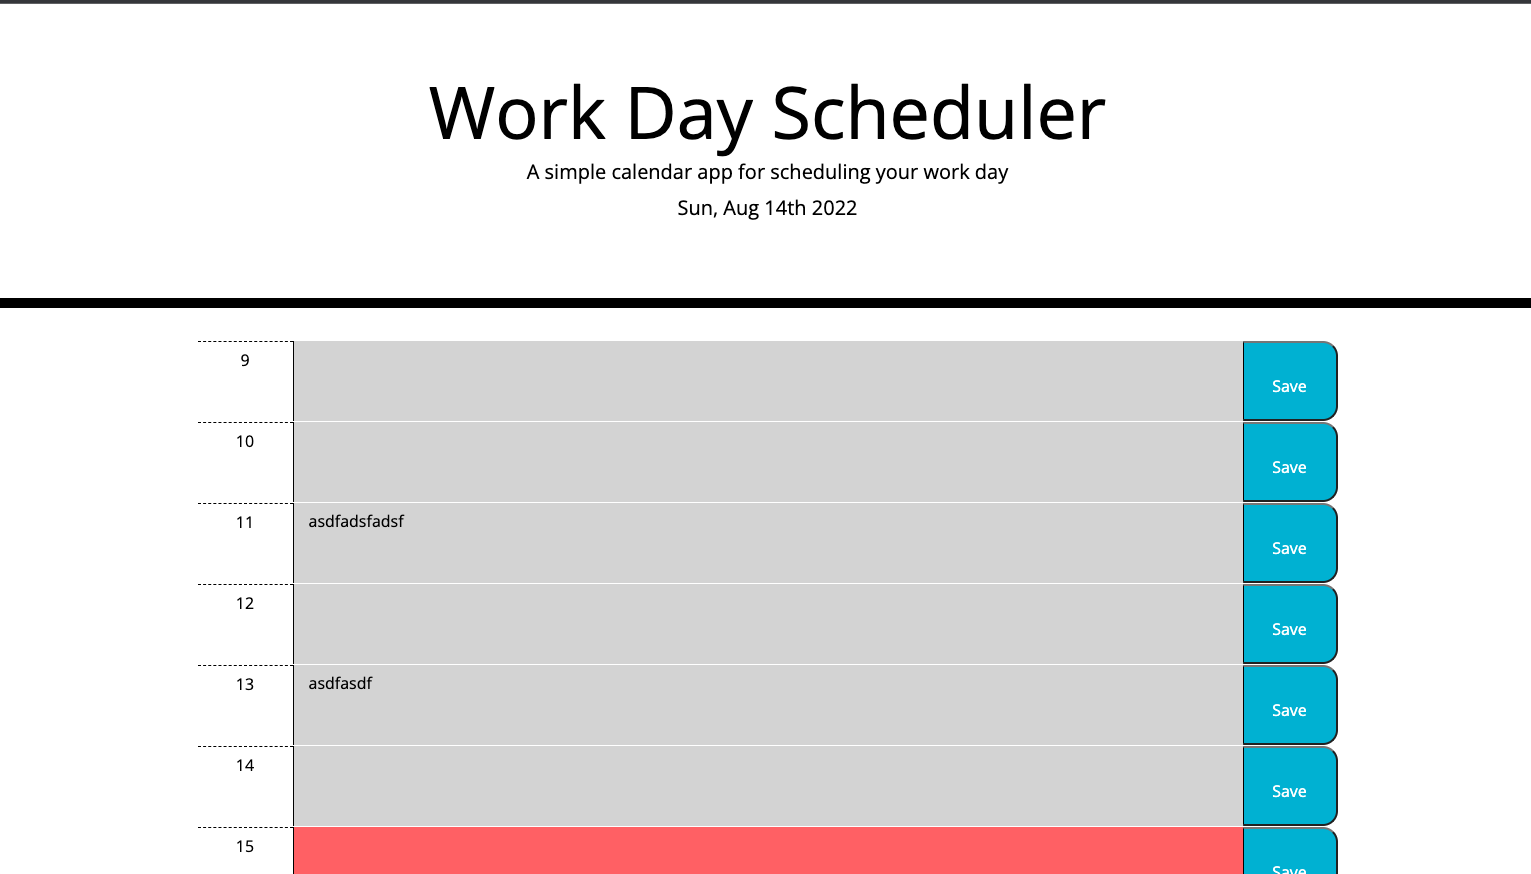 Work Day Scheduler
A simple calendar app for scheduling your work day
Sun, Aug 14th 2022
9 Save
10 Save
11 asdfadsfadsf Save
12 Save
13 asdfasdf Save
14 Save
15 Save